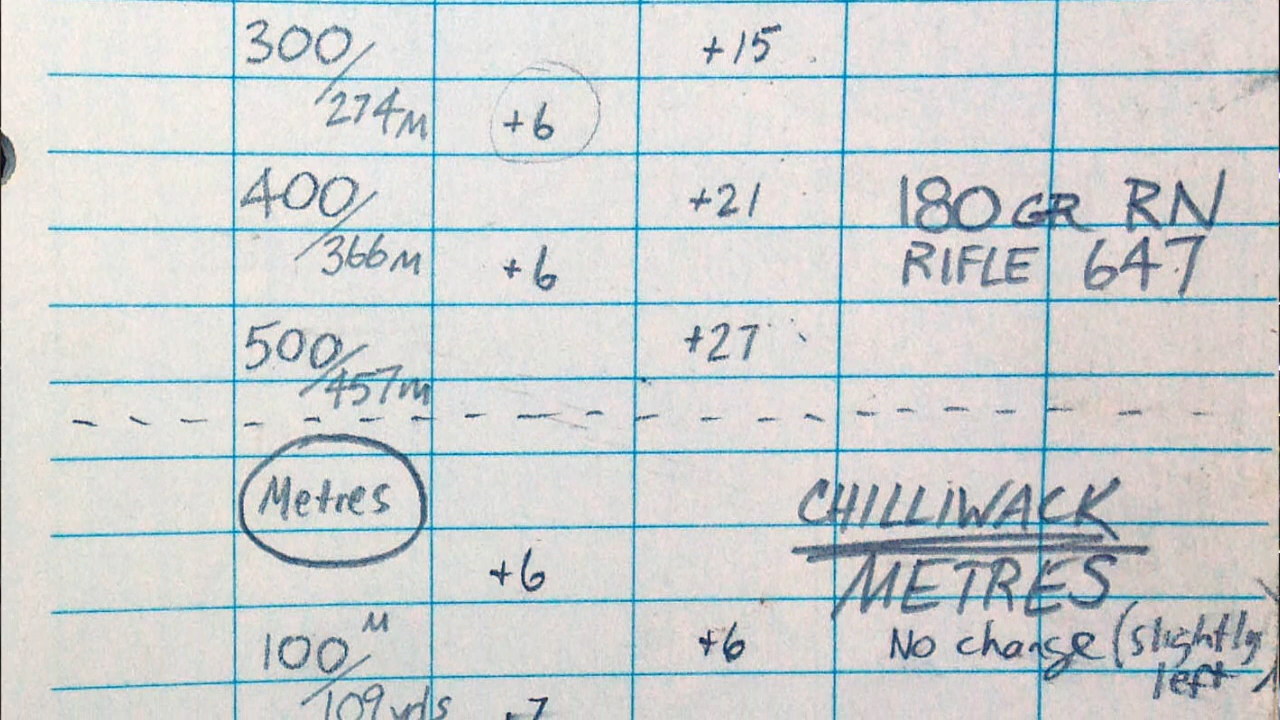 300/ +15
274M +6
400/ +21 180 GR RN
366M +6 RIFLE 647
500/ +27
457M
Metres CHILLIWACK
+6 METRES
100M/ +6 No change (slightly left)
109 yds